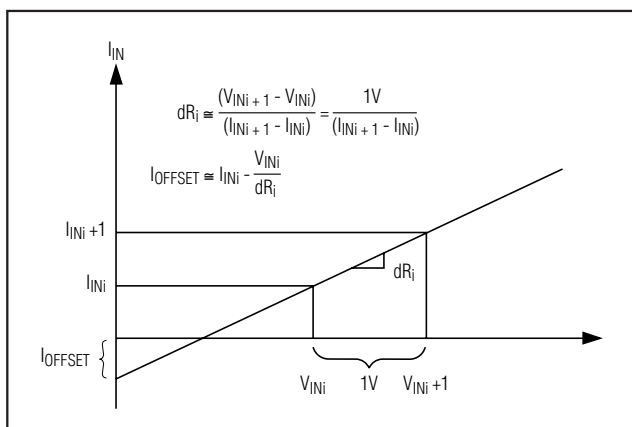 I_IN
dR_i ≅ (V_INi + 1 - V_INi) / (I_INi + 1 - I_INi) = 1V / (I_INi + 1 - I_INi)
I_OFFSET ≅ I_INi - V_INi / dR_i
I_INi +1
I_INi
dR_i
I_OFFSET
V_INi 1V V_INi +1